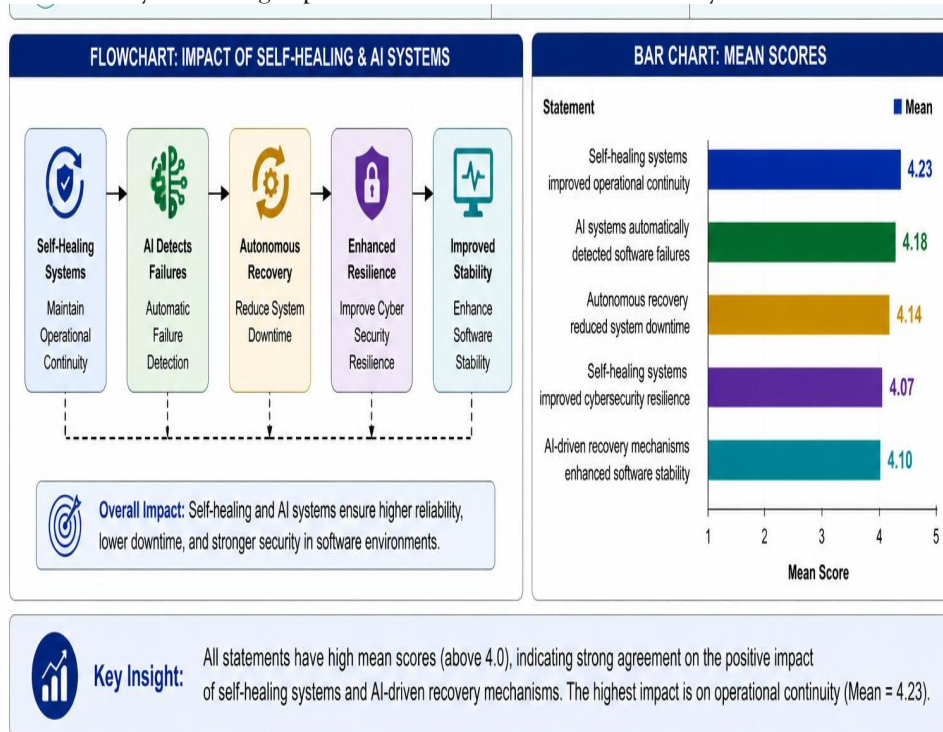 FLOWCHART: IMPACT OF SELF-HEALING & AI SYSTEMS
Self-Healing
Systems
Maintain
Operational
Continuity
AI Detects
Failures
Automatic
Failure
Detection
Autonomous
Recovery
Reduce System
Downtime
Enhanced
Resilience
Improve Cyber
Security
Resilience
Improved
Stability
Enhance
Software
Stability
Overall Impact: Self-healing and AI systems ensure higher reliability,
lower downtime, and stronger security in software environments.
BAR CHART: MEAN SCORES
Statement
Mean
Self-healing systems
improved operational continuity
4.23
AI systems automatically
detected software failures
4.18
Autonomous recovery
reduced system downtime
4.14
Self-healing systems
improved cybersecurity resilience
4.07
AI-driven recovery mechanisms
enhanced software stability
4.10
1 2 3 4 5
Mean Score
Key Insight:
All statements have high mean scores (above 4.0), indicating strong agreement on the positive impact
of self-healing systems and AI-driven recovery mechanisms. The highest impact is on operational continuity (Mean = 4.23).